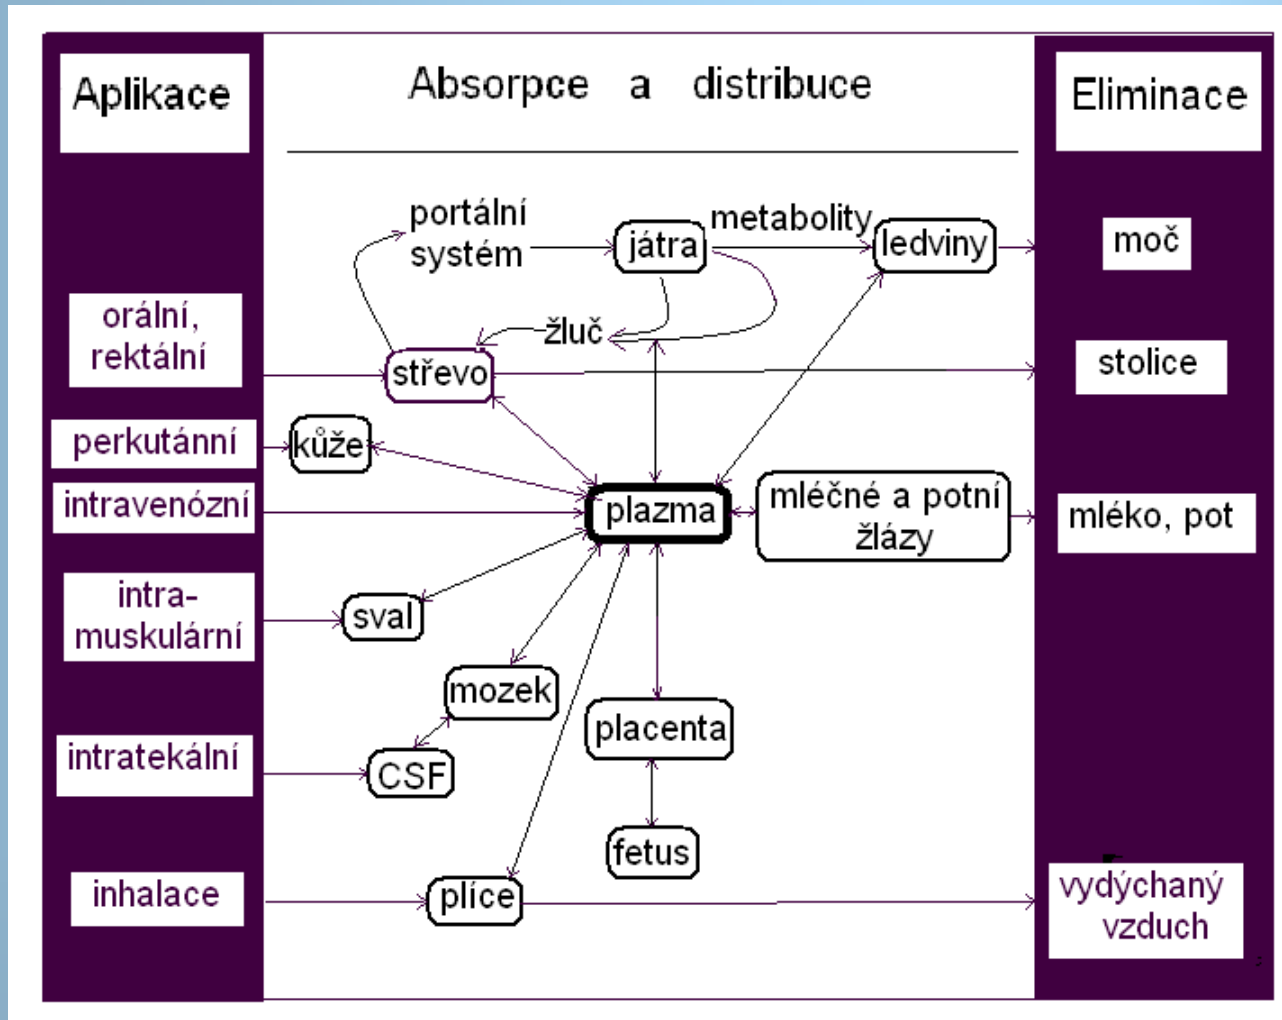 Aplikace
Absorpce a distribuce
Eliminace
portální
systém
játra
metabolity
ledviny
moč
orální,
rektální
žluč
střevo
stolice
perkutánní
kůže
intravenózní
plazma
mléčné a potní
žlázy
mléko, pot
intra-
muskulární
sval
mozek
placenta
intratekální
CSF
fetus
inhalace
plíce
vydýchaný
vzduch